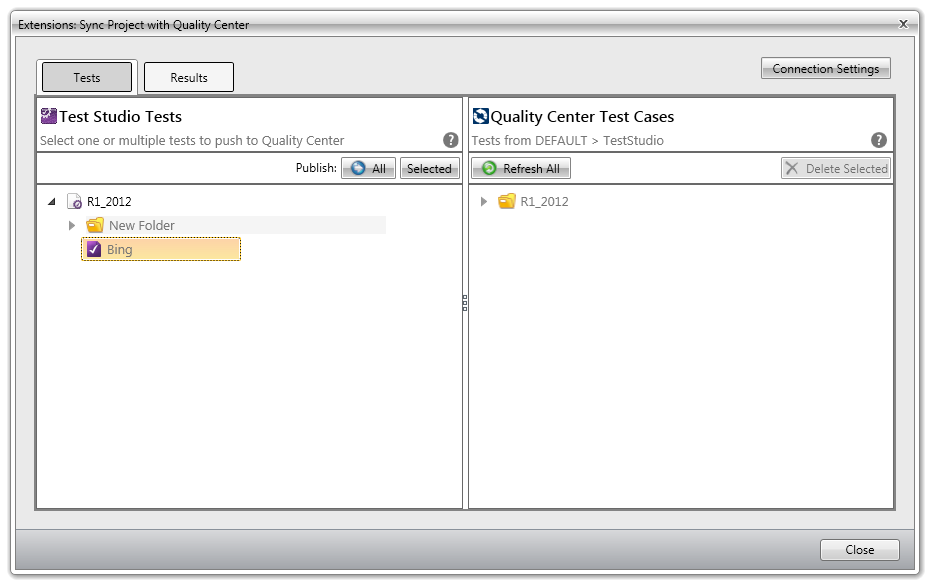 Extensions: Sync Project with Quality Center
x
Tests
Results
Connection Settings
Test Studio Tests
Select one or multiple tests to push to Quality Center
?
Publish:
All
Selected
R1_2012
New Folder
Bing
Quality Center Test Cases
Tests from DEFAULT > TestStudio
?
Refresh All
Delete Selected
R1_2012
Close